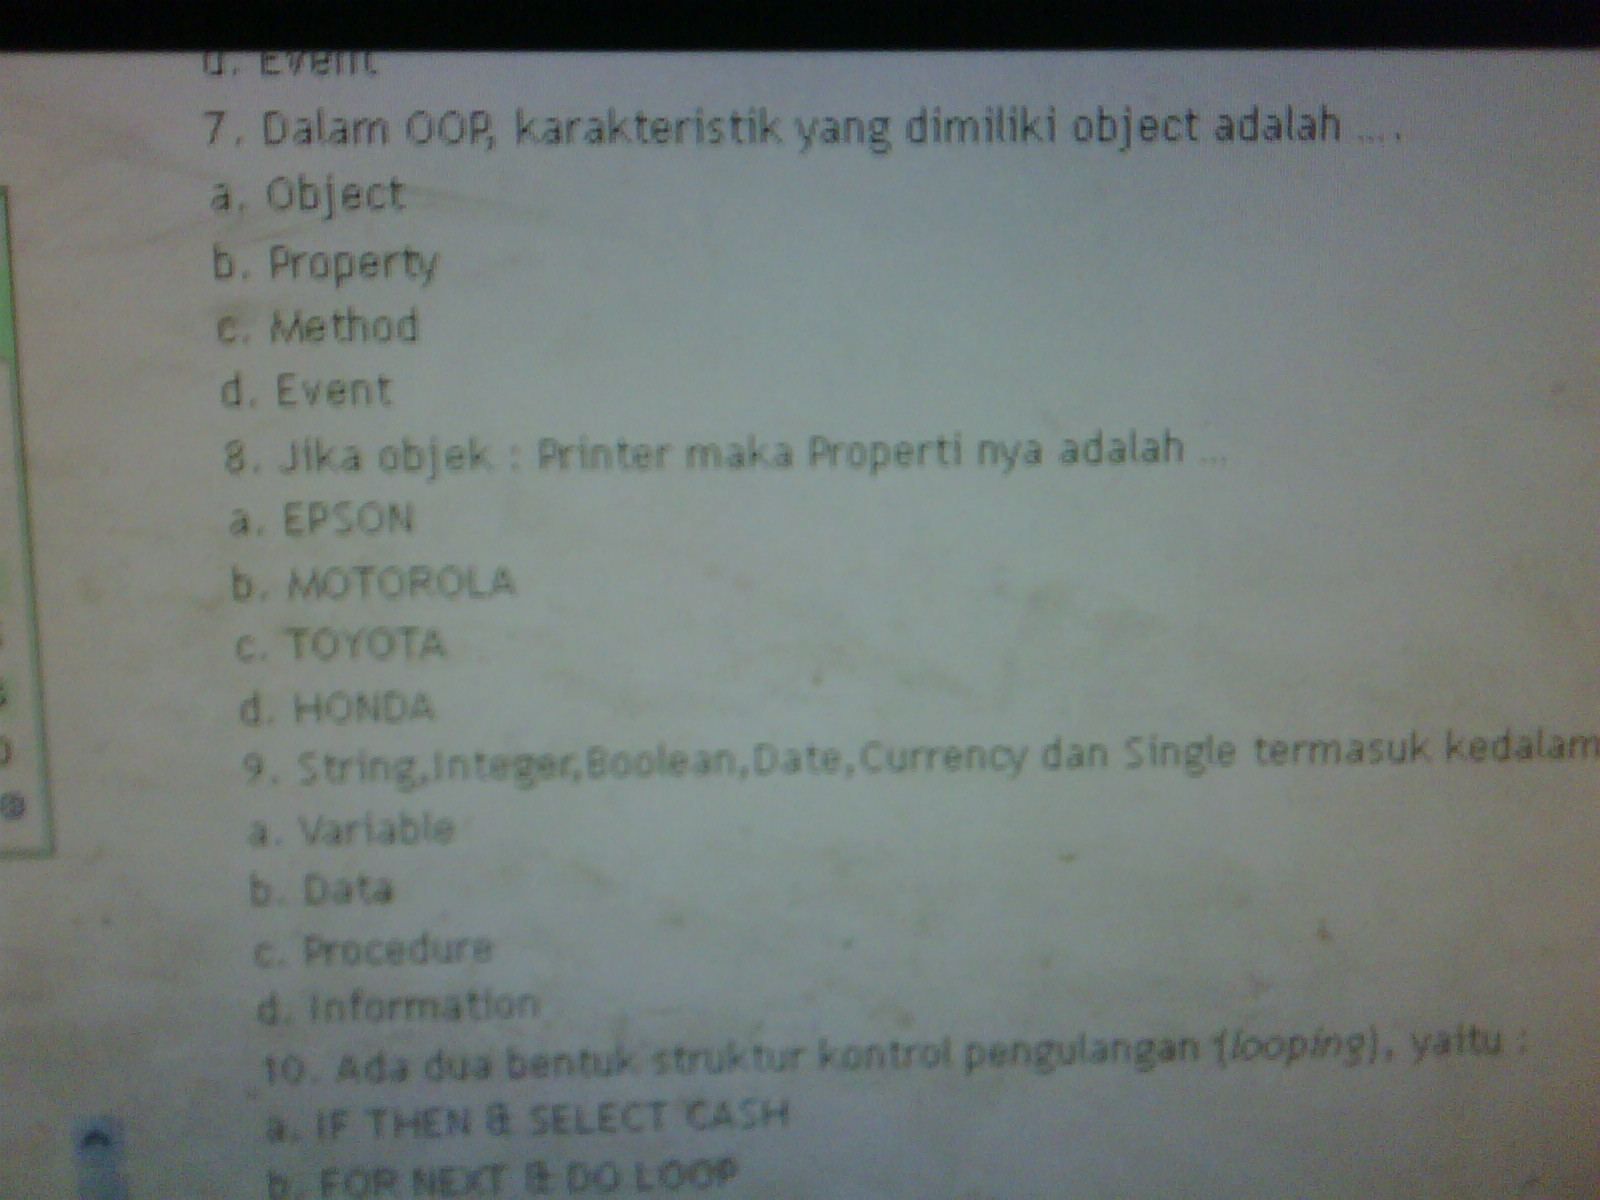 d. Event
7. Dalam OOP, karakteristik yang dimiliki object adalah ....
a. Object
b. Property
c. Method
d. Event
8. Jika objek : Printer maka Properti nya adalah ...
a. EPSON
b. MOTOROLA
c. TOYOTA
d. HONDA
9. String,Integer,Boolean,Date,Currency dan Single termasuk kedalam
a. Variable
b. Data
c. Procedure
d. Information
10. Ada dua bentuk struktur kontrol pengulangan (looping), yaitu :
a. IF THEN & SELECT CASH
b. FOR NEXT & DO LOOP